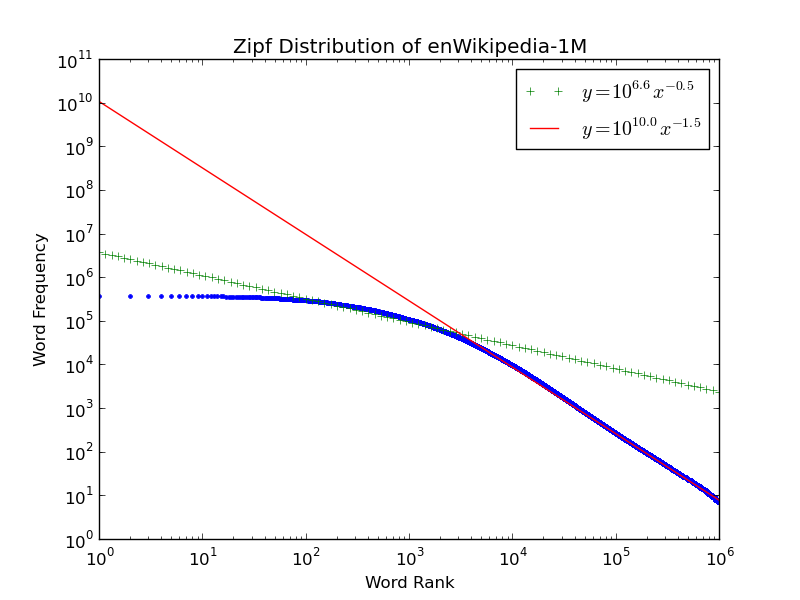 Zipf Distribution of enWikipedia-1M
10^11
10^10
10^9
10^8
10^7
10^6
10^5
10^4
10^3
10^2
10^1
10^0
Word Frequency
y=10^6.6 x^−0.5
y=10^10.0 x^−1.5
10^0 10^1 10^2 10^3 10^4 10^5 10^6
Word Rank